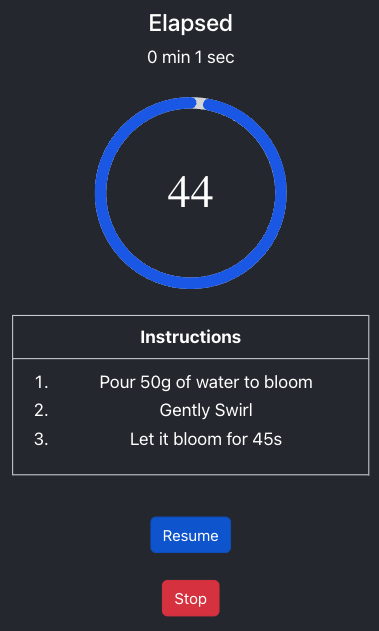 Elapsed
0 min 1 sec
44
Instructions
1. Pour 50g of water to bloom
2. Gently Swirl
3. Let it bloom for 45s
Resume
Stop